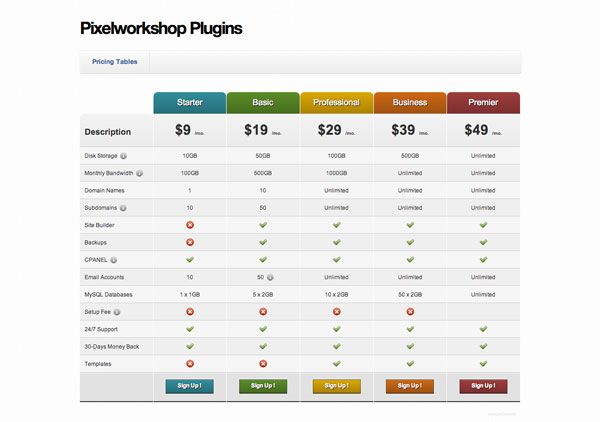 Pixelworkshop Plugins
Pricing Tables
Starter Basic Professional Business Premier
Description $9 /mo. $19 /mo. $29 /mo. $39 /mo. $49 /mo.
Disk Storage 10GB 50GB 100GB 500GB Unlimited
Monthly Bandwidth 100GB 500GB 1000GB Unlimited Unlimited
Domain Names 1 10 Unlimited Unlimited Unlimited
Subdomains 10 50 Unlimited Unlimited Unlimited
Site Builder
Backups
CPANEL
Email Accounts 10 50 Unlimited Unlimited Unlimited
MySQL Databases 1 x 1GB 5 x 2GB 10 x 2GB 50 x 2GB Unlimited
Setup Fee
24/7 Support
30-Days Money Back
Templates
Sign Up ! Sign Up ! Sign Up ! Sign Up ! Sign Up !